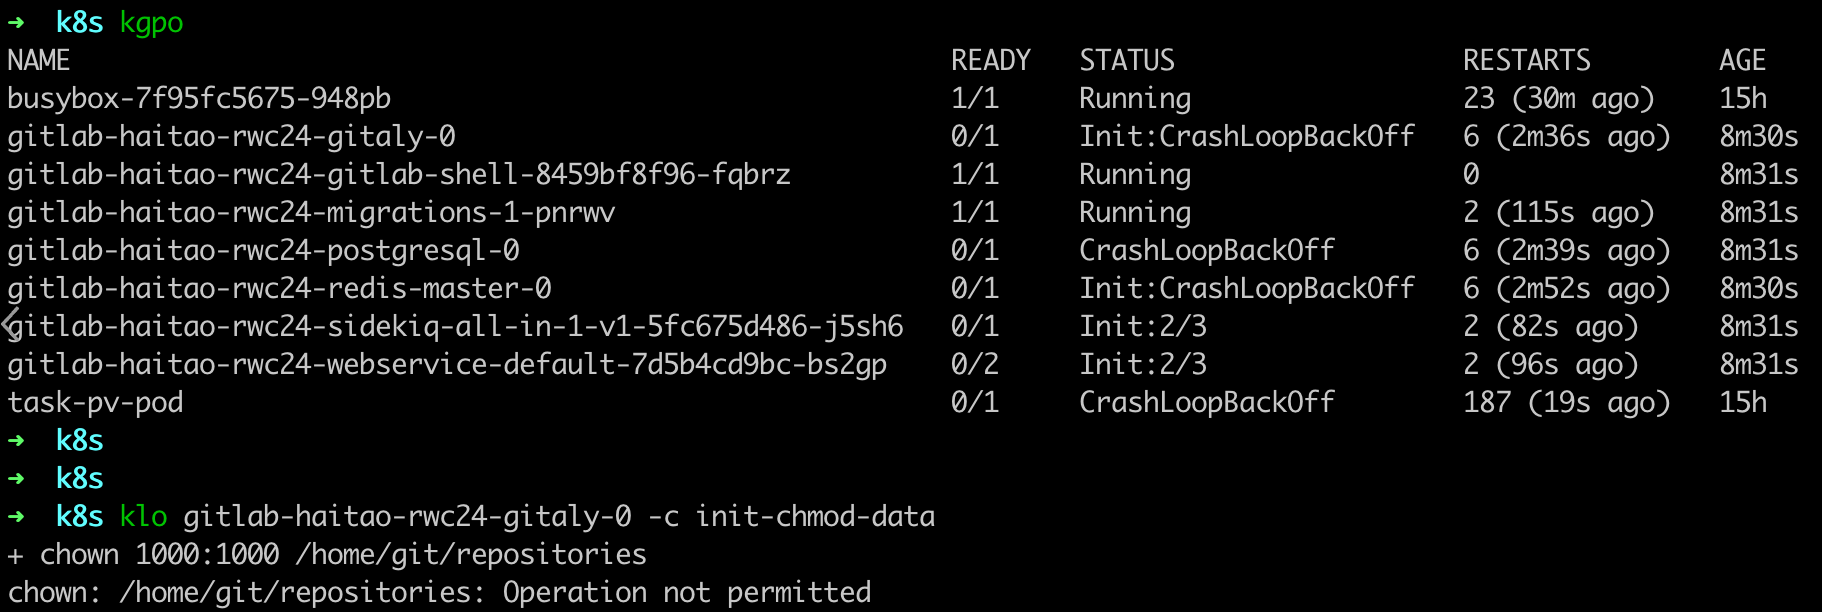 ➜ k8s kgpo
NAME READY STATUS RESTARTS AGE
busybox-7f95fc5675-948pb 1/1 Running 23 (30m ago) 15h
gitlab-haitao-rwc24-gitaly-0 0/1 Init:CrashLoopBackOff 6 (2m36s ago) 8m30s
gitlab-haitao-rwc24-gitlab-shell-8459bf8f96-fqbrz 1/1 Running 0 8m31s
gitlab-haitao-rwc24-migrations-1-pnrwv 1/1 Running 2 (115s ago) 8m31s
gitlab-haitao-rwc24-postgresql-0 0/1 CrashLoopBackOff 6 (2m39s ago) 8m31s
gitlab-haitao-rwc24-redis-master-0 0/1 Init:CrashLoopBackOff 6 (2m52s ago) 8m30s
gitlab-haitao-rwc24-sidekiq-all-in-1-v1-5fc675d486-j5sh6 0/1 Init:2/3 2 (82s ago) 8m31s
gitlab-haitao-rwc24-webservice-default-7d5b4cd9bc-bs2gp 0/2 Init:2/3 2 (96s ago) 8m31s
task-pv-pod 0/1 CrashLoopBackOff 187 (19s ago) 15h
➜ k8s
➜ k8s
➜ k8s klo gitlab-haitao-rwc24-gitaly-0 -c init-chmod-data
+ chown 1000:1000 /home/git/repositories
chown: /home/git/repositories: Operation not permitted